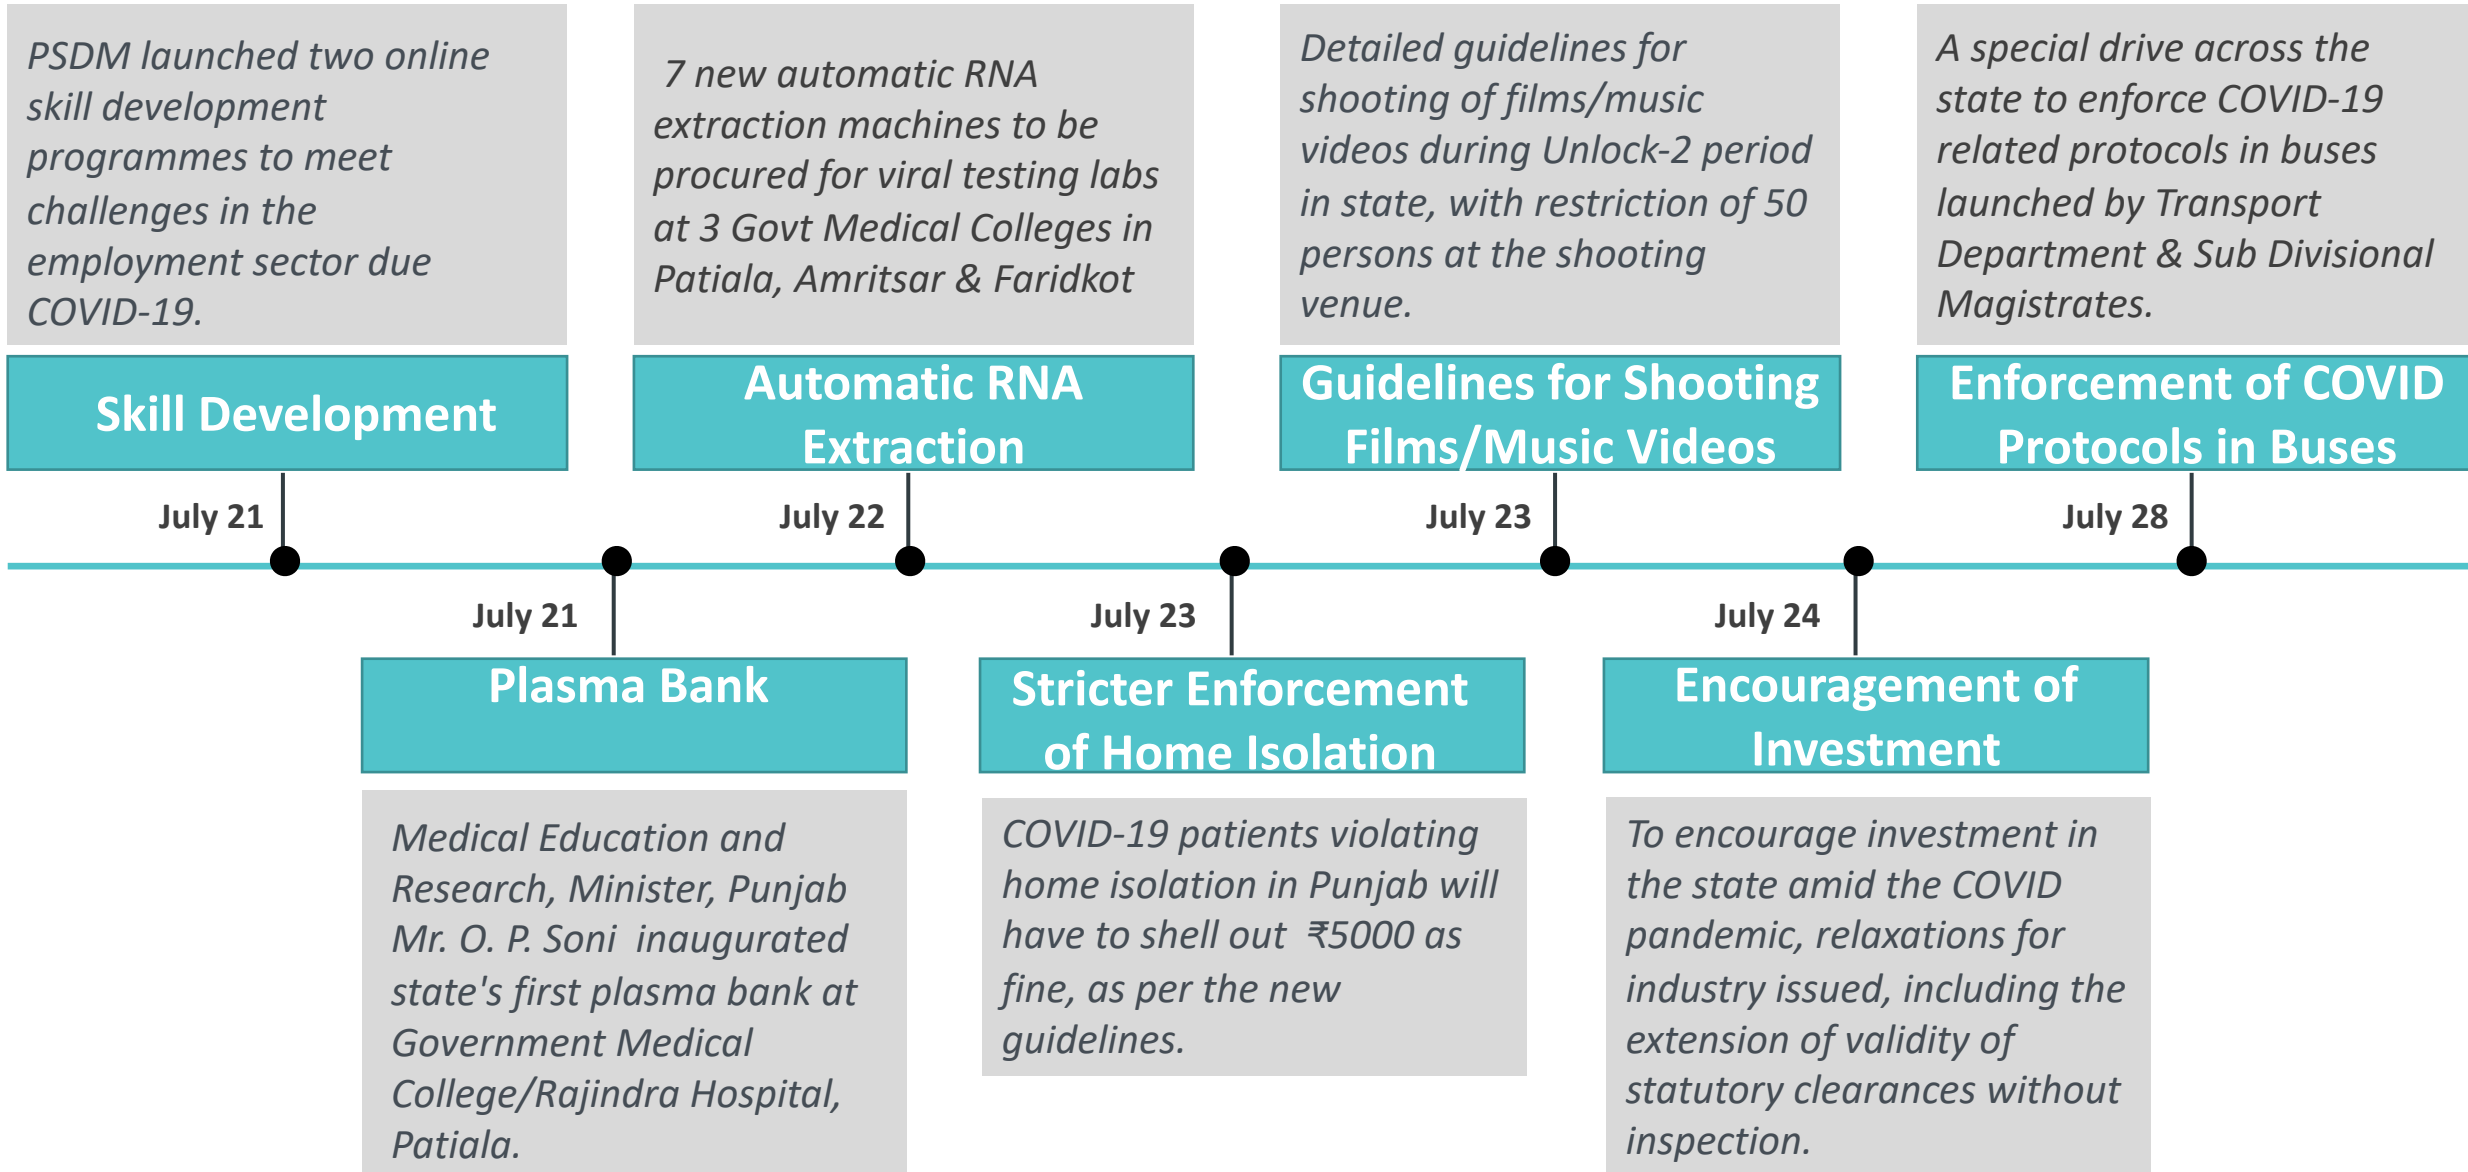 PSDM launched two online
skill development
programmes to meet
challenges in the
employment sector due
COVID-19.
Skill Development
July 21
7 new automatic RNA
extraction machines to be
procured for viral testing labs
at 3 Govt Medical Colleges in
Patiala, Amritsar & Faridkot
Automatic RNA
Extraction
July 22
Detailed guidelines for
shooting of films/music
videos during Unlock-2 period
in state, with restriction of 50
persons at the shooting
venue.
Guidelines for Shooting
Films/Music Videos
July 23
A special drive across the
state to enforce COVID-19
related protocols in buses
launched by Transport
Department & Sub Divisional
Magistrates.
Enforcement of COVID
Protocols in Buses
July 28
July 21
Plasma Bank
Medical Education and
Research, Minister, Punjab
Mr. O. P. Soni inaugurated
state's first plasma bank at
Government Medical
College/Rajindra Hospital,
Patiala.
July 23
Stricter Enforcement
of Home Isolation
COVID-19 patients violating
home isolation in Punjab will
have to shell out ₹5000 as
fine, as per the new
guidelines.
July 24
Encouragement of
Investment
To encourage investment in
the state amid the COVID
pandemic, relaxations for
industry issued, including the
extension of validity of
statutory clearances without
inspection.